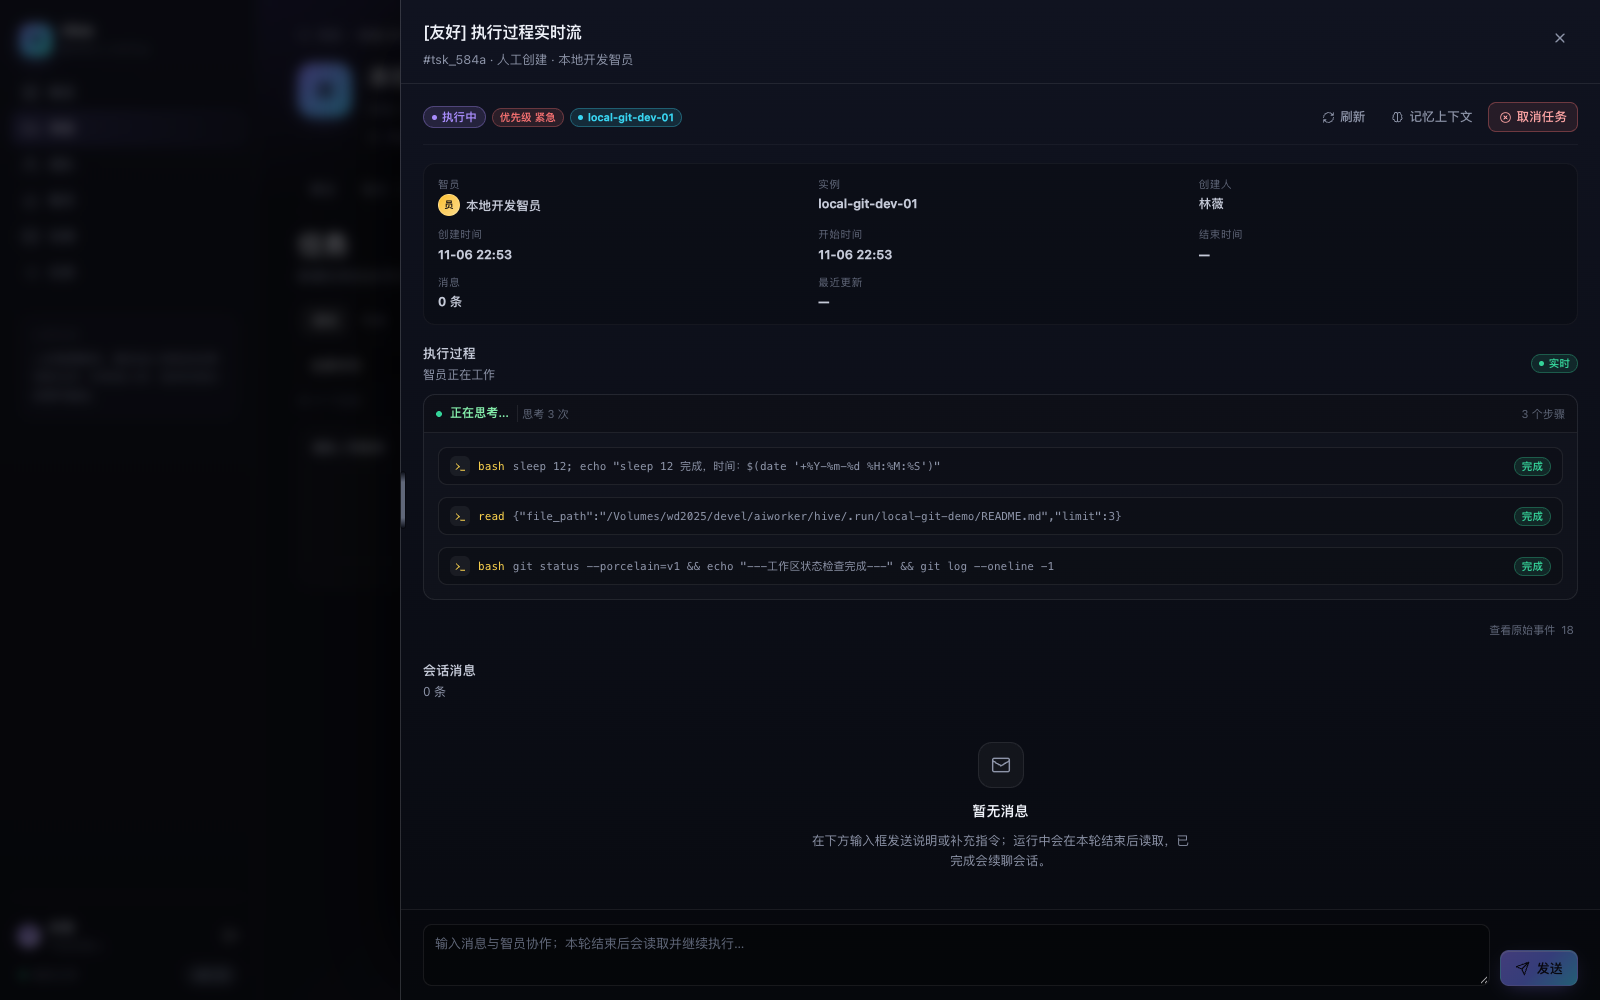 [友好] 执行过程实时流
#tsk_584a · 人工创建 · 本地开发智员
执行中
优先级 紧急
local-git-dev-01
刷新
记忆上下文
取消任务
智员
实例
创建人
员 本地开发智员
local-git-dev-01
林薇
创建时间
开始时间
结束时间
11-06 22:53
11-06 22:53
—
消息
最近更新
0 条
—
执行过程
智员正在工作
实时
正在思考... 思考 3 次
3 个步骤
bash sleep 12; echo "sleep 12 完成，时间：$(date '+%Y-%m-%d %H:%M:%S')"
完成
read {"file_path":"/Volumes/wd2025/devel/aiworker/hive/.run/local-git-demo/README.md","limit":3}
完成
bash git status --porcelain=v1 && echo "---工作区状态检查完成---" && git log --oneline -1
完成
查看原始事件 18
会话消息
0 条
暂无消息
在下方输入框发送说明或补充指令；运行中会在本轮结束后读取，已
完成会续聊会话。
输入消息与智员协作；本轮结束后会读取并继续执行...
发送